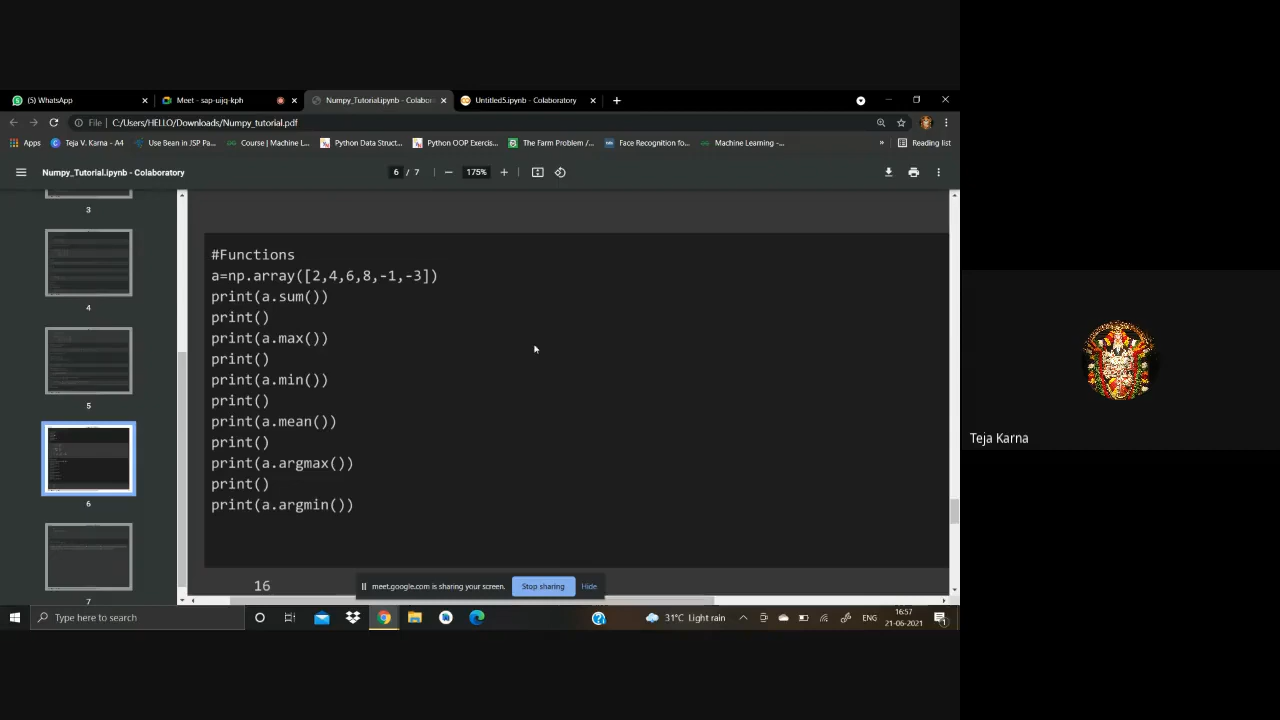 (5) WhatsApp
Meet - sap-uijq-kph
Numpy_Tutorial.ipynb - Colaborat
Untitled5.ipynb - Colaboratory
File | C:/Users/HELLO/Downloads/Numpy_tutorial.pdf
Apps
Teja V. Karna - A4
Use Bean in JSP Pa...
Course | Machine L...
Python Data Struct...
Python OOP Exercis...
The Farm Problem /...
Face Recognition fo...
Machine Learning -...
»
Reading list
Numpy_Tutorial.ipynb - Colaboratory
6 / 7
175%
3
4
5
6
7
#Functions
a=np.array([2,4,6,8,-1,-3])
print(a.sum())
print()
print(a.max())
print()
print(a.min())
print()
print(a.mean())
print()
print(a.argmax())
print()
print(a.argmin())
16
meet.google.com is sharing your screen.
Stop sharing
Hide
Teja Karna
Type here to search
31°C Light rain
ENG
16:57
21-06-2021